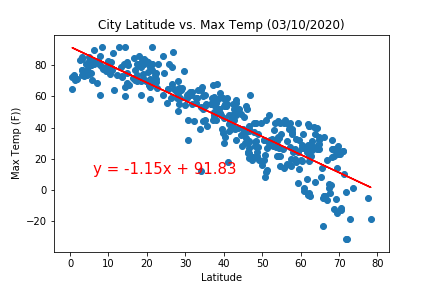 City Latitude vs. Max Temp (03/10/2020)
Max Temp (F))
80
60
40
20
0
−20
y = -1.15x + 91.83
0 10 20 30 40 50 60 70 80
Latitude